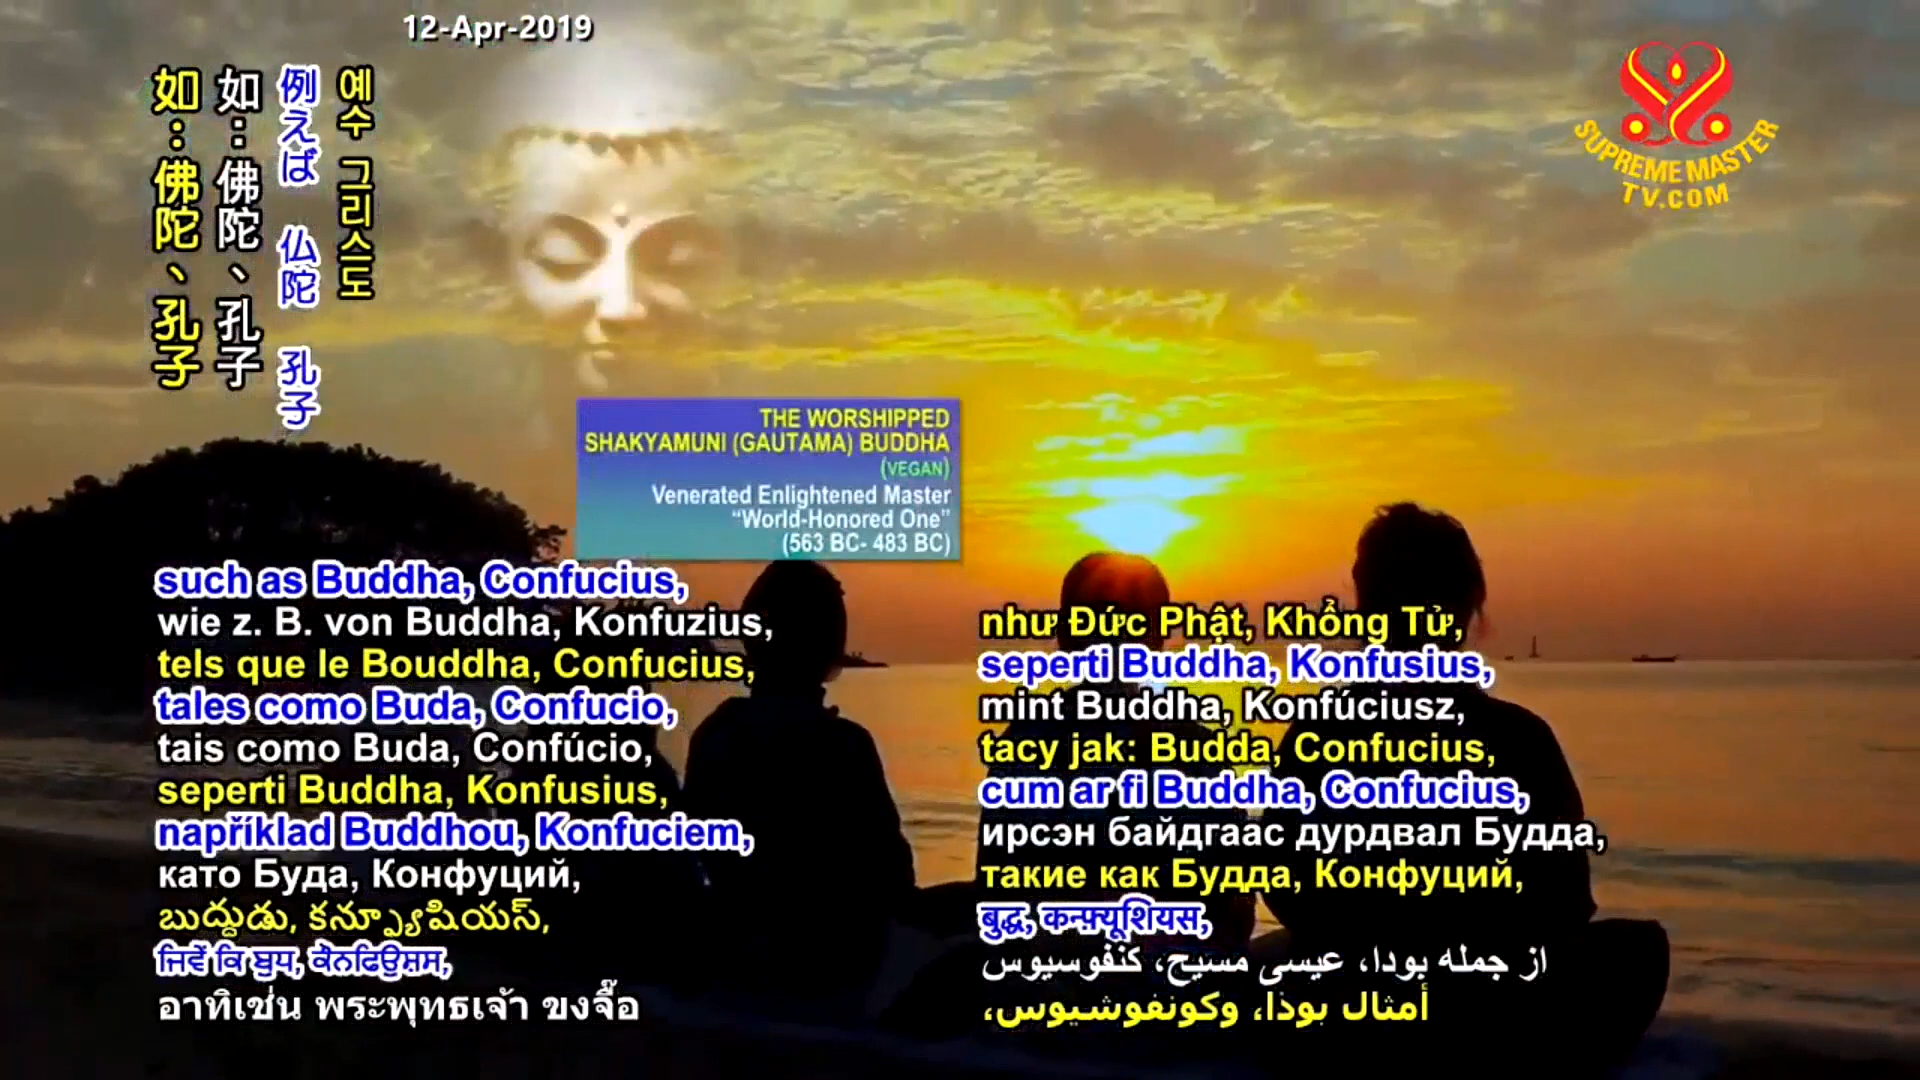 12-Apr-2019
SUPREME MASTER
TV.COM
예수 그리스도
例えば 仏陀 孔子
如:佛陀、孔子
如:佛陀、孔子
THE WORSHIPPED
SHAKYAMUNI (GAUTAMA) BUDDHA
(VEGAN)
Venerated Enlightened Master
“World-Honored One”
(563 BC- 483 BC)
such as Buddha, Confucius,
wie z. B. von Buddha, Konfuzius,
tels que le Bouddha, Confucius,
tales como Buda, Confucio,
tais como Buda, Confúcio,
seperti Buddha, Konfusius,
například Buddhou, Konfuciem,
като Буда, Конфуций,
బుద్దుడు, కన్ఫ్యూషియస్,
ਜਿਵੇਂ ਕਿ ਬੁਧ, ਕੋਨਫਿਊਸ਼ਸ,
อาทิเช่น พระพุทธเจ้า ขงจื๊อ
như Đức Phật, Khổng Tử,
seperti Buddha, Konfusius,
mint Buddha, Konfúciusz,
tacy jak: Budda, Confucius,
cum ar fi Buddha, Confucius,
ирсэн байдгаас дурдвал Будда,
такие как Будда, Конфуций,
बुद्ध, कन्फ़्यूशियस,
از جمله بودا، عیسی مسیح، کنفوسیوس
أمثال بوذا، وكونفوشيوس،